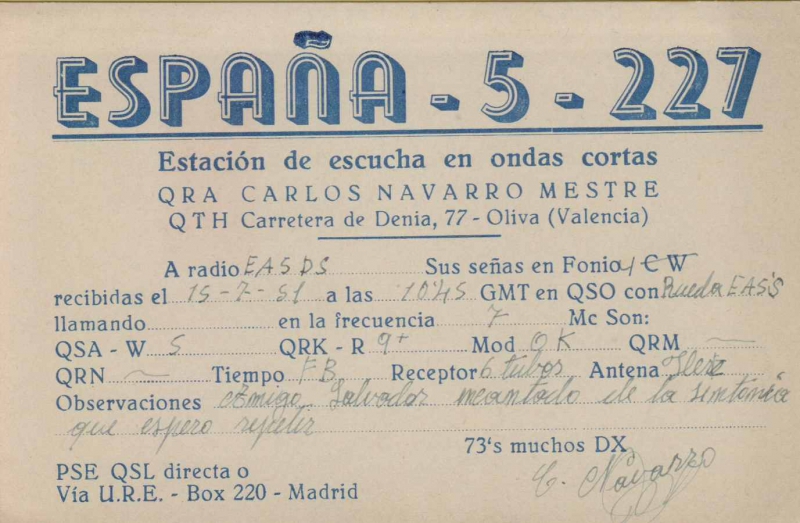 ESPAÑA - 5 - 227
Estación de escucha en ondas cortas
QRA CARLOS NAVARRO MESTRE
QTH Carretera de Denia, 77 - Oliva (Valencia)
A radio EA5DS Sus señas en Fonia y CW
recibidas el 15-7-51 a las 1045 GMT en QSO con Rueda EA5'S
llamando en la frecuencia 7 Mc Son:
QSA - W 5 QRK - R 9+ Mod OK QRM ~
QRN ~ Tiempo FB Receptor 6 tubos Antena
Observaciones Amigo Salvador de la sintonia
que espero repetir
73's muchos DX
C. Navarro
PSE QSL directa o
Vía U.R.E. - Box 220 - Madrid